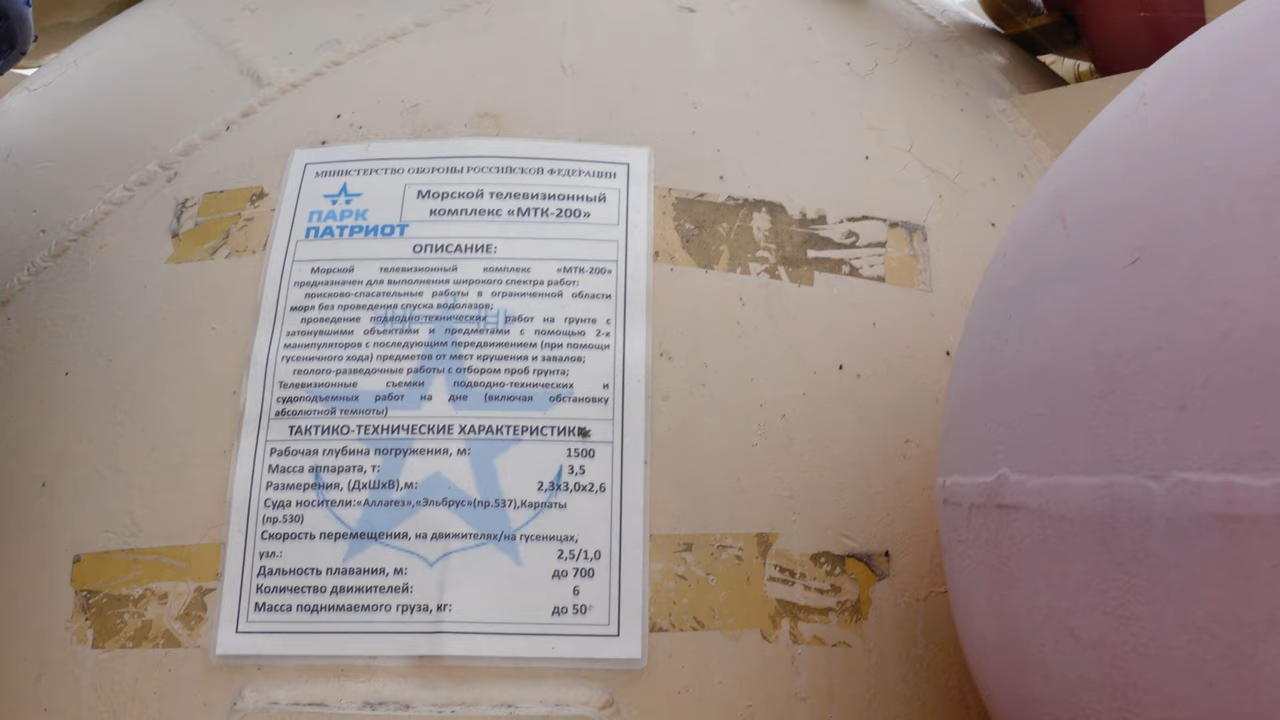 МИНИСТЕРСТВО ОБОРОНЫ РОССИЙСКОЙ ФЕДЕРАЦИИ
ПАРК
ПАТРИОТ
Морской телевизионный
комплекс «МТК-200»
ОПИСАНИЕ:
Морской телевизионный комплекс «МТК-200»
предназначен для выполнения широкого спектра работ:
поисково-спасательные работы в ограниченной области
моря без проведения спуска водолазов;
проведение подводно-технических работ на грунте с
затонувшими объектами и предметами с помощью 2-х
манипуляторов с последующим передвижением (при помощи
гусеничного хода) предметов от мест крушения и завалов;
геолого-разведочные работы с отбором проб грунта;
Телевизионные съемки подводно-технических и
судоподъемных работ на дне (включая обстановку
абсолютной темноты)
ТАКТИКО-ТЕХНИЧЕСКИЕ ХАРАКТЕРИСТИКИ
Рабочая глубина погружения, м: 1500
Масса аппарата, т: 3,5
Размерения, (ДхШхВ),м: 2,3х3,0х2,6
Суда носители:«Аллагез»,«Эльбрус»(пр.537),Карпаты
(пр.530)
Скорость перемещения, на движителях/на гусеницах,
узл.: 2,5/1,0
Дальность плавания, м: до 700
Количество движителей: 6
Масса поднимаемого груза, кг: до 50